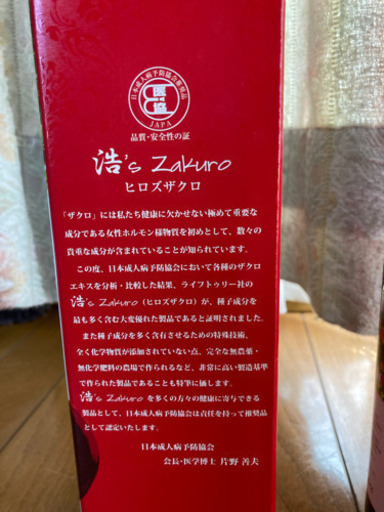 日本成人病予防協会推奨品
医協
JAPA
品質・安全性の証
浩's Zakuro
ヒロズザクロ
「ザクロ」には私たち健康に欠かせない極めて重要な
成分である女性ホルモン様物質を初めとして、数々の
貴重な成分が含まれていることが知られています。
この度、日本成人病予防協会において各種のザクロ
エキスを分析・比較した結果、ライフトゥリー社の
浩's Zakuro（ヒロズザクロ）が、種子成分を
最も多く含む大変優れた製品であると証明されました。
また種子成分を多く含有させるための特殊技術、
全く化学物質が添加されていない点、完全な無農薬・
無化学肥料の農場で作られるなど、非常に高い製造基準
で作られた製品であることも特筆に価します。
浩's Zakuro を多くの方々の健康に寄与できる
製品として、日本成人病予防協会は責任を持って推奨品
として認定いたします。
日本成人病予防協会
会長・医学博士 片野 善夫